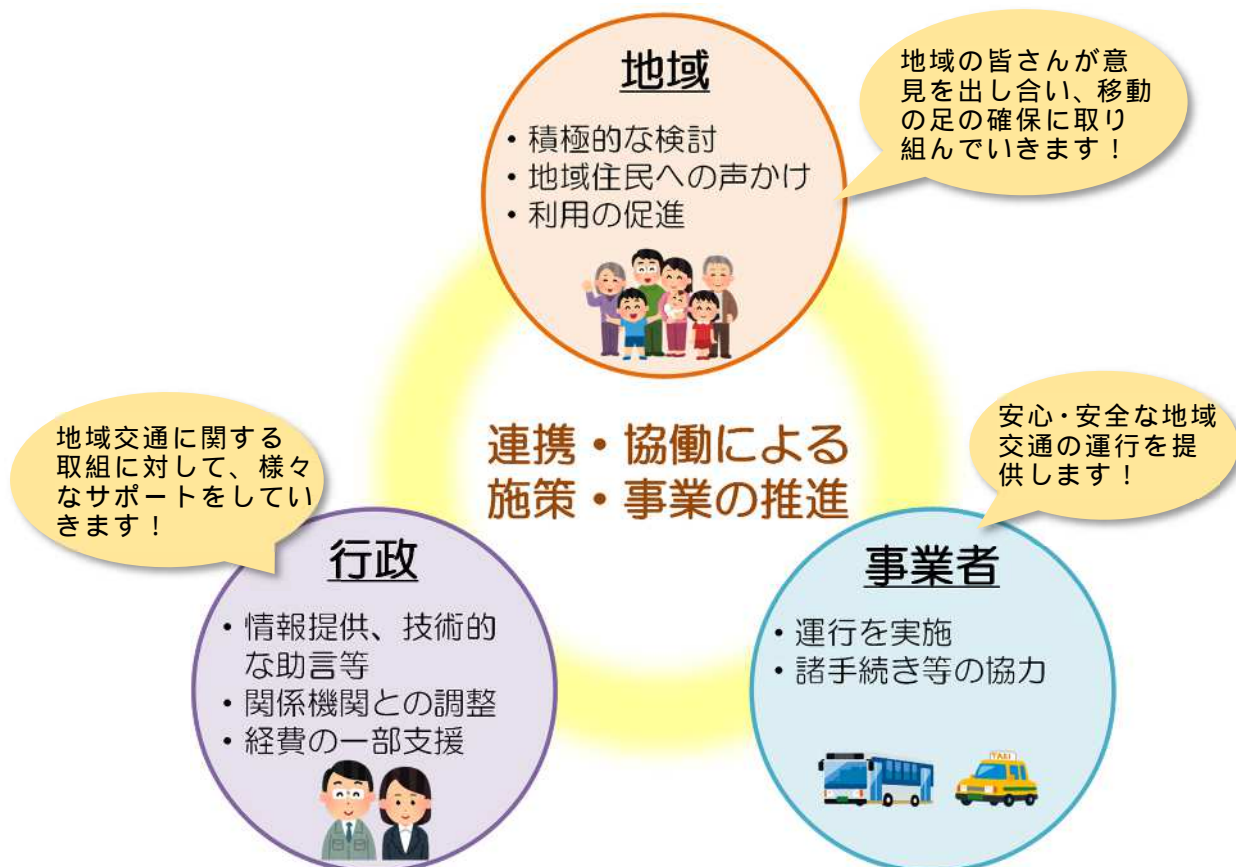 地域
・積極的な検討
・地域住民への声かけ
・利用の促進
地域の皆さんが意
見を出し合い、移動
の足の確保に取り
組んでいきます！
連携・協働による
施策・事業の推進
地域交通に関する
取組に対して、様々
なサポートをしてい
きます！
行政
・情報提供、技術的
な助言等
・関係機関との調整
・経費の一部支援
安心・安全な地域
交通の運行を提
供します！
事業者
・運行を実施
・諸手続き等の協力
TAXI